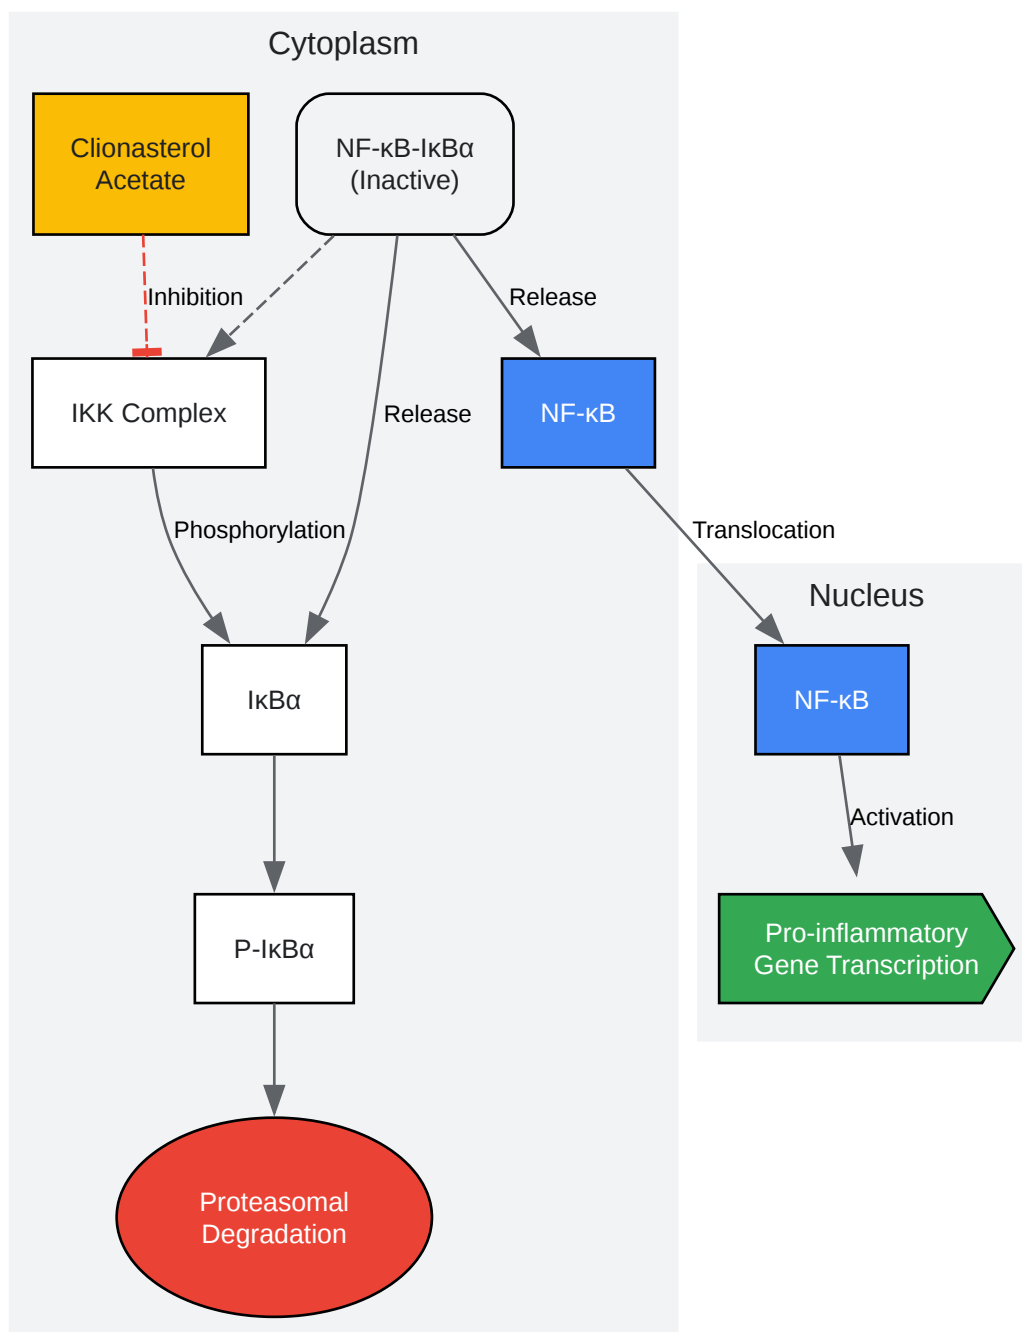 Cytoplasm
Clionasterol
Acetate
NF-κB-IκBα
(Inactive)
Inhibition
Release
IKK Complex
Release
NF-κB
Phosphorylation
Translocation
Nucleus
IκBα
NF-κB
Activation
P-IκBα
Pro-inflammatory
Gene Transcription
Proteasomal
Degradation